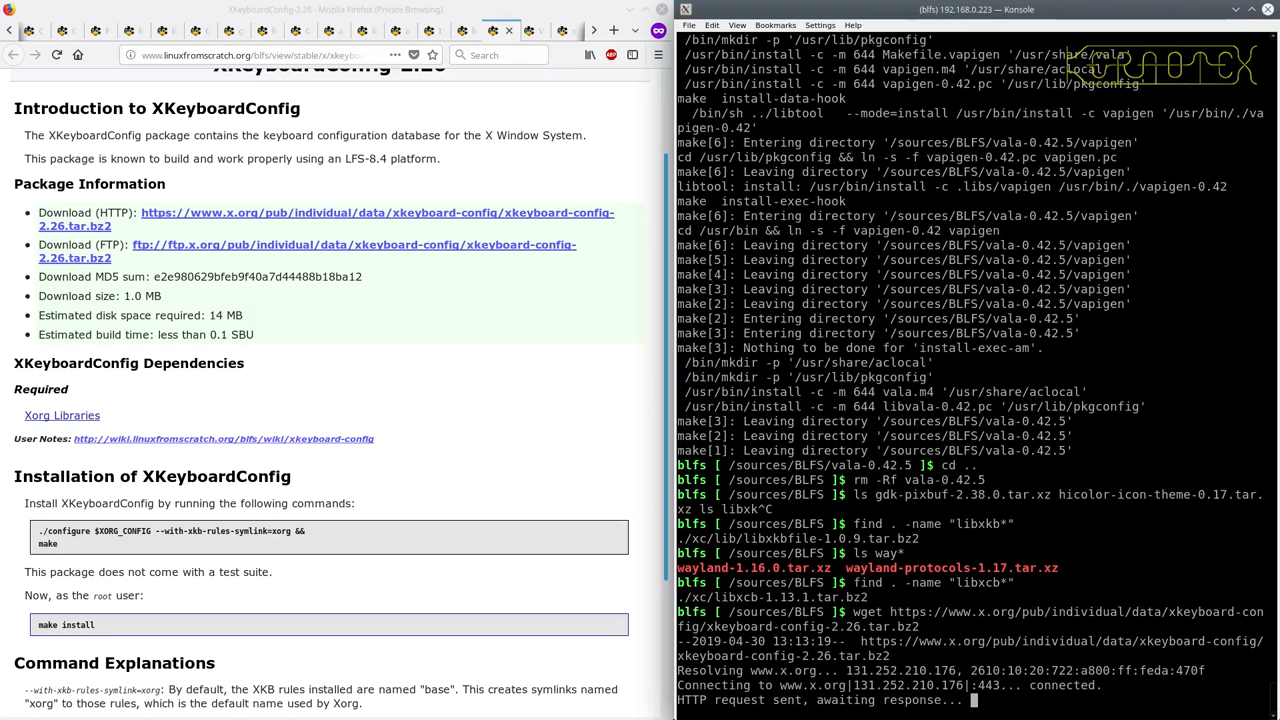 XKeyboardConfig-2.26 - Mozilla Firefox (Private Browsing)
www.linuxfromscratch.org/blfs/view/stable/x/xkeybo
Search
XKeyboardConfig-2.26
Introduction to XKeyboardConfig
The XKeyboardConfig package contains the keyboard configuration database for the X Window System.
This package is known to build and work properly using an LFS-8.4 platform.
Package Information
Download (HTTP): https://www.x.org/pub/individual/data/xkeyboard-config/xkeyboard-config-
2.26.tar.bz2
Download (FTP): ftp://ftp.x.org/pub/individual/data/xkeyboard-config/xkeyboard-config-
2.26.tar.bz2
Download MD5 sum: e2e980629bfeb9f40a7d44488b18ba12
Download size: 1.0 MB
Estimated disk space required: 14 MB
Estimated build time: less than 0.1 SBU
XKeyboardConfig Dependencies
Required
Xorg Libraries
User Notes: http://wiki.linuxfromscratch.org/blfs/wiki/xkeyboard-config
Installation of XKeyboardConfig
Install XKeyboardConfig by running the following commands:
./configure $XORG_CONFIG --with-xkb-rules-symlink=xorg &&
make
This package does not come with a test suite.
Now, as the root user:
make install
Command Explanations
--with-xkb-rules-symlink=xorg: By default, the XKB rules installed are named "base". This creates symlinks named
"xorg" to those rules, which is the default name used by Xorg.
(blfs) 192.168.0.223 — Konsole
File Edit View Bookmarks Settings Help
/bin/mkdir -p '/usr/lib/pkgconfig'
/usr/bin/install -c -m 644 Makefile.vapigen '/usr/share/vala'
/usr/bin/install -c -m 644 vapigen.m4 '/usr/share/aclocal'
/usr/bin/install -c -m 644 vapigen-0.42.pc '/usr/lib/pkgconfig'
make  install-data-hook
/bin/sh ../libtool   --mode=install /usr/bin/install -c vapigen '/usr/bin/./va
pigen-0.42'
make[6]: Entering directory '/sources/BLFS/vala-0.42.5/vapigen'
cd /usr/lib/pkgconfig && ln -s -f vapigen-0.42.pc vapigen.pc
make[6]: Leaving directory '/sources/BLFS/vala-0.42.5/vapigen'
libtool: install: /usr/bin/install -c .libs/vapigen /usr/bin/./vapigen-0.42
make  install-exec-hook
make[6]: Entering directory '/sources/BLFS/vala-0.42.5/vapigen'
cd /usr/bin && ln -s -f vapigen-0.42 vapigen
make[6]: Leaving directory '/sources/BLFS/vala-0.42.5/vapigen'
make[5]: Leaving directory '/sources/BLFS/vala-0.42.5/vapigen'
make[4]: Leaving directory '/sources/BLFS/vala-0.42.5/vapigen'
make[3]: Leaving directory '/sources/BLFS/vala-0.42.5/vapigen'
make[2]: Leaving directory '/sources/BLFS/vala-0.42.5/vapigen'
make[2]: Entering directory '/sources/BLFS/vala-0.42.5'
make[3]: Entering directory '/sources/BLFS/vala-0.42.5'
make[3]: Nothing to be done for 'install-exec-am'.
/bin/mkdir -p '/usr/share/aclocal'
/bin/mkdir -p '/usr/lib/pkgconfig'
/usr/bin/install -c -m 644 vala.m4 '/usr/share/aclocal'
/usr/bin/install -c -m 644 libvala-0.42.pc '/usr/lib/pkgconfig'
make[3]: Leaving directory '/sources/BLFS/vala-0.42.5'
make[2]: Leaving directory '/sources/BLFS/vala-0.42.5'
make[1]: Leaving directory '/sources/BLFS/vala-0.42.5'
blfs [ /sources/BLFS/vala-0.42.5 ]$ cd ..
blfs [ /sources/BLFS ]$ rm -Rf vala-0.42.5
blfs [ /sources/BLFS ]$ ls gdk-pixbuf-2.38.0.tar.xz hicolor-icon-theme-0.17.tar.
xz ls libxk^C
blfs [ /sources/BLFS ]$ find . -name "libxkb*"
./xc/lib/libxkbfile-1.0.9.tar.bz2
blfs [ /sources/BLFS ]$ ls way*
wayland-1.16.0.tar.xz  wayland-protocols-1.17.tar.xz
blfs [ /sources/BLFS ]$ find . -name "libxcb*"
./xc/libxcb-1.13.1.tar.bz2
blfs [ /sources/BLFS ]$ wget https://www.x.org/pub/individual/data/xkeyboard-con
fig/xkeyboard-config-2.26.tar.bz2
--2019-04-30 13:13:19--  https://www.x.org/pub/individual/data/xkeyboard-config/
xkeyboard-config-2.26.tar.bz2
Resolving www.x.org... 131.252.210.176, 2610:10:20:722:a800:ff:feda:470f
Connecting to www.x.org|131.252.210.176|:443... connected.
HTTP request sent, awaiting response...